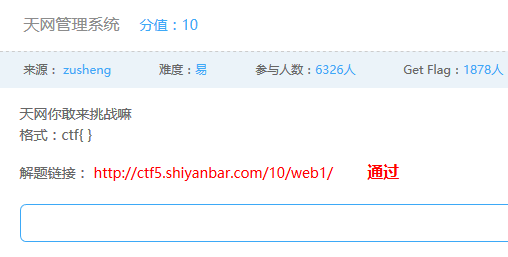 天网管理系统 分值：10
来源： zusheng 难度：易 参与人数：6326人 Get Flag：1878人
天网你敢来挑战嘛
格式：ctf{ }
解题链接： http://ctf5.shiyanbar.com/10/web1/ 通过